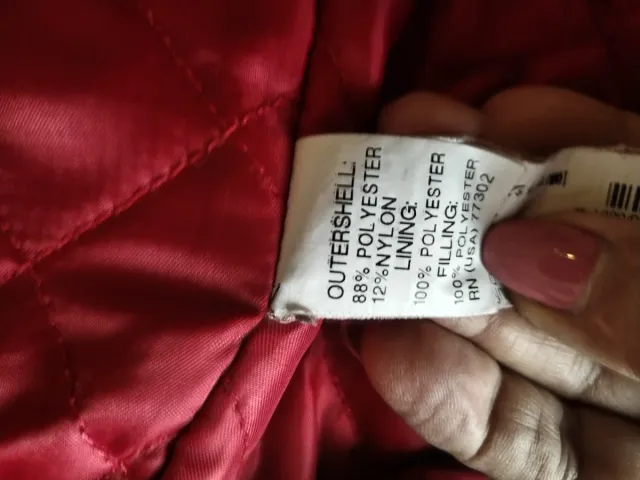 OUTERSHELL:
88% POLYESTER
12%NYLON
LINING:
100% POLYESTER
FILLING:
100% POLYESTER
RN (USA) 77302